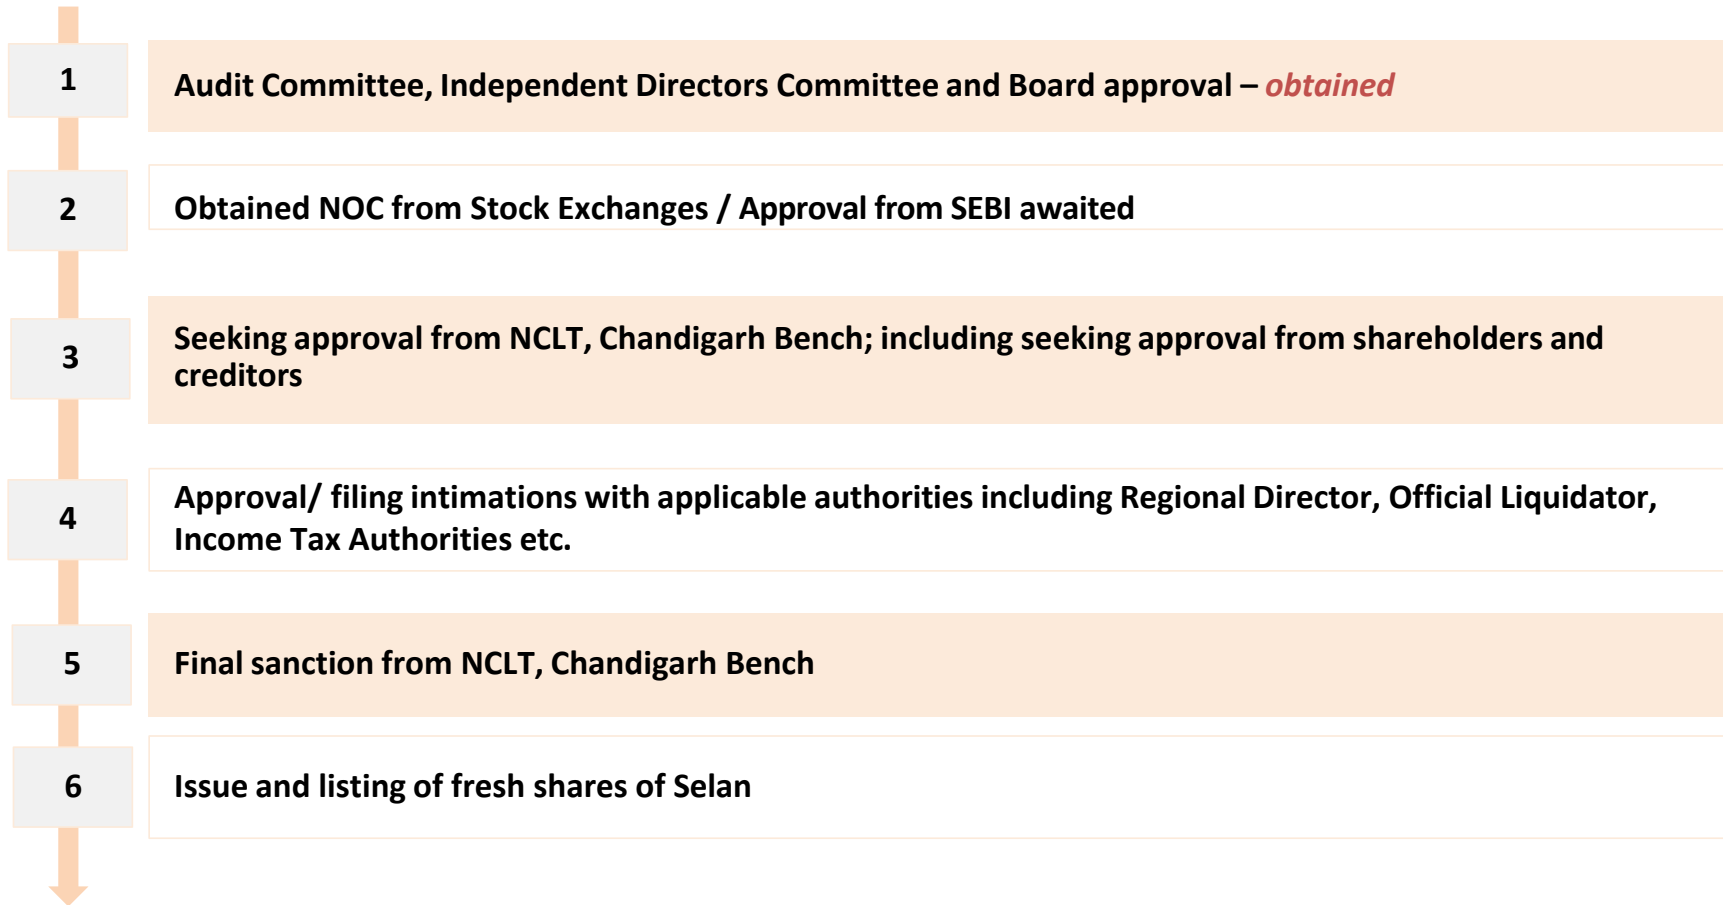 1
Audit Committee, Independent Directors Committee and Board approval – obtained
2
Obtained NOC from Stock Exchanges / Approval from SEBI awaited
3
Seeking approval from NCLT, Chandigarh Bench; including seeking approval from shareholders and
creditors
4
Approval/ filing intimations with applicable authorities including Regional Director, Official Liquidator,
Income Tax Authorities etc.
5
Final sanction from NCLT, Chandigarh Bench
6
Issue and listing of fresh shares of Selan